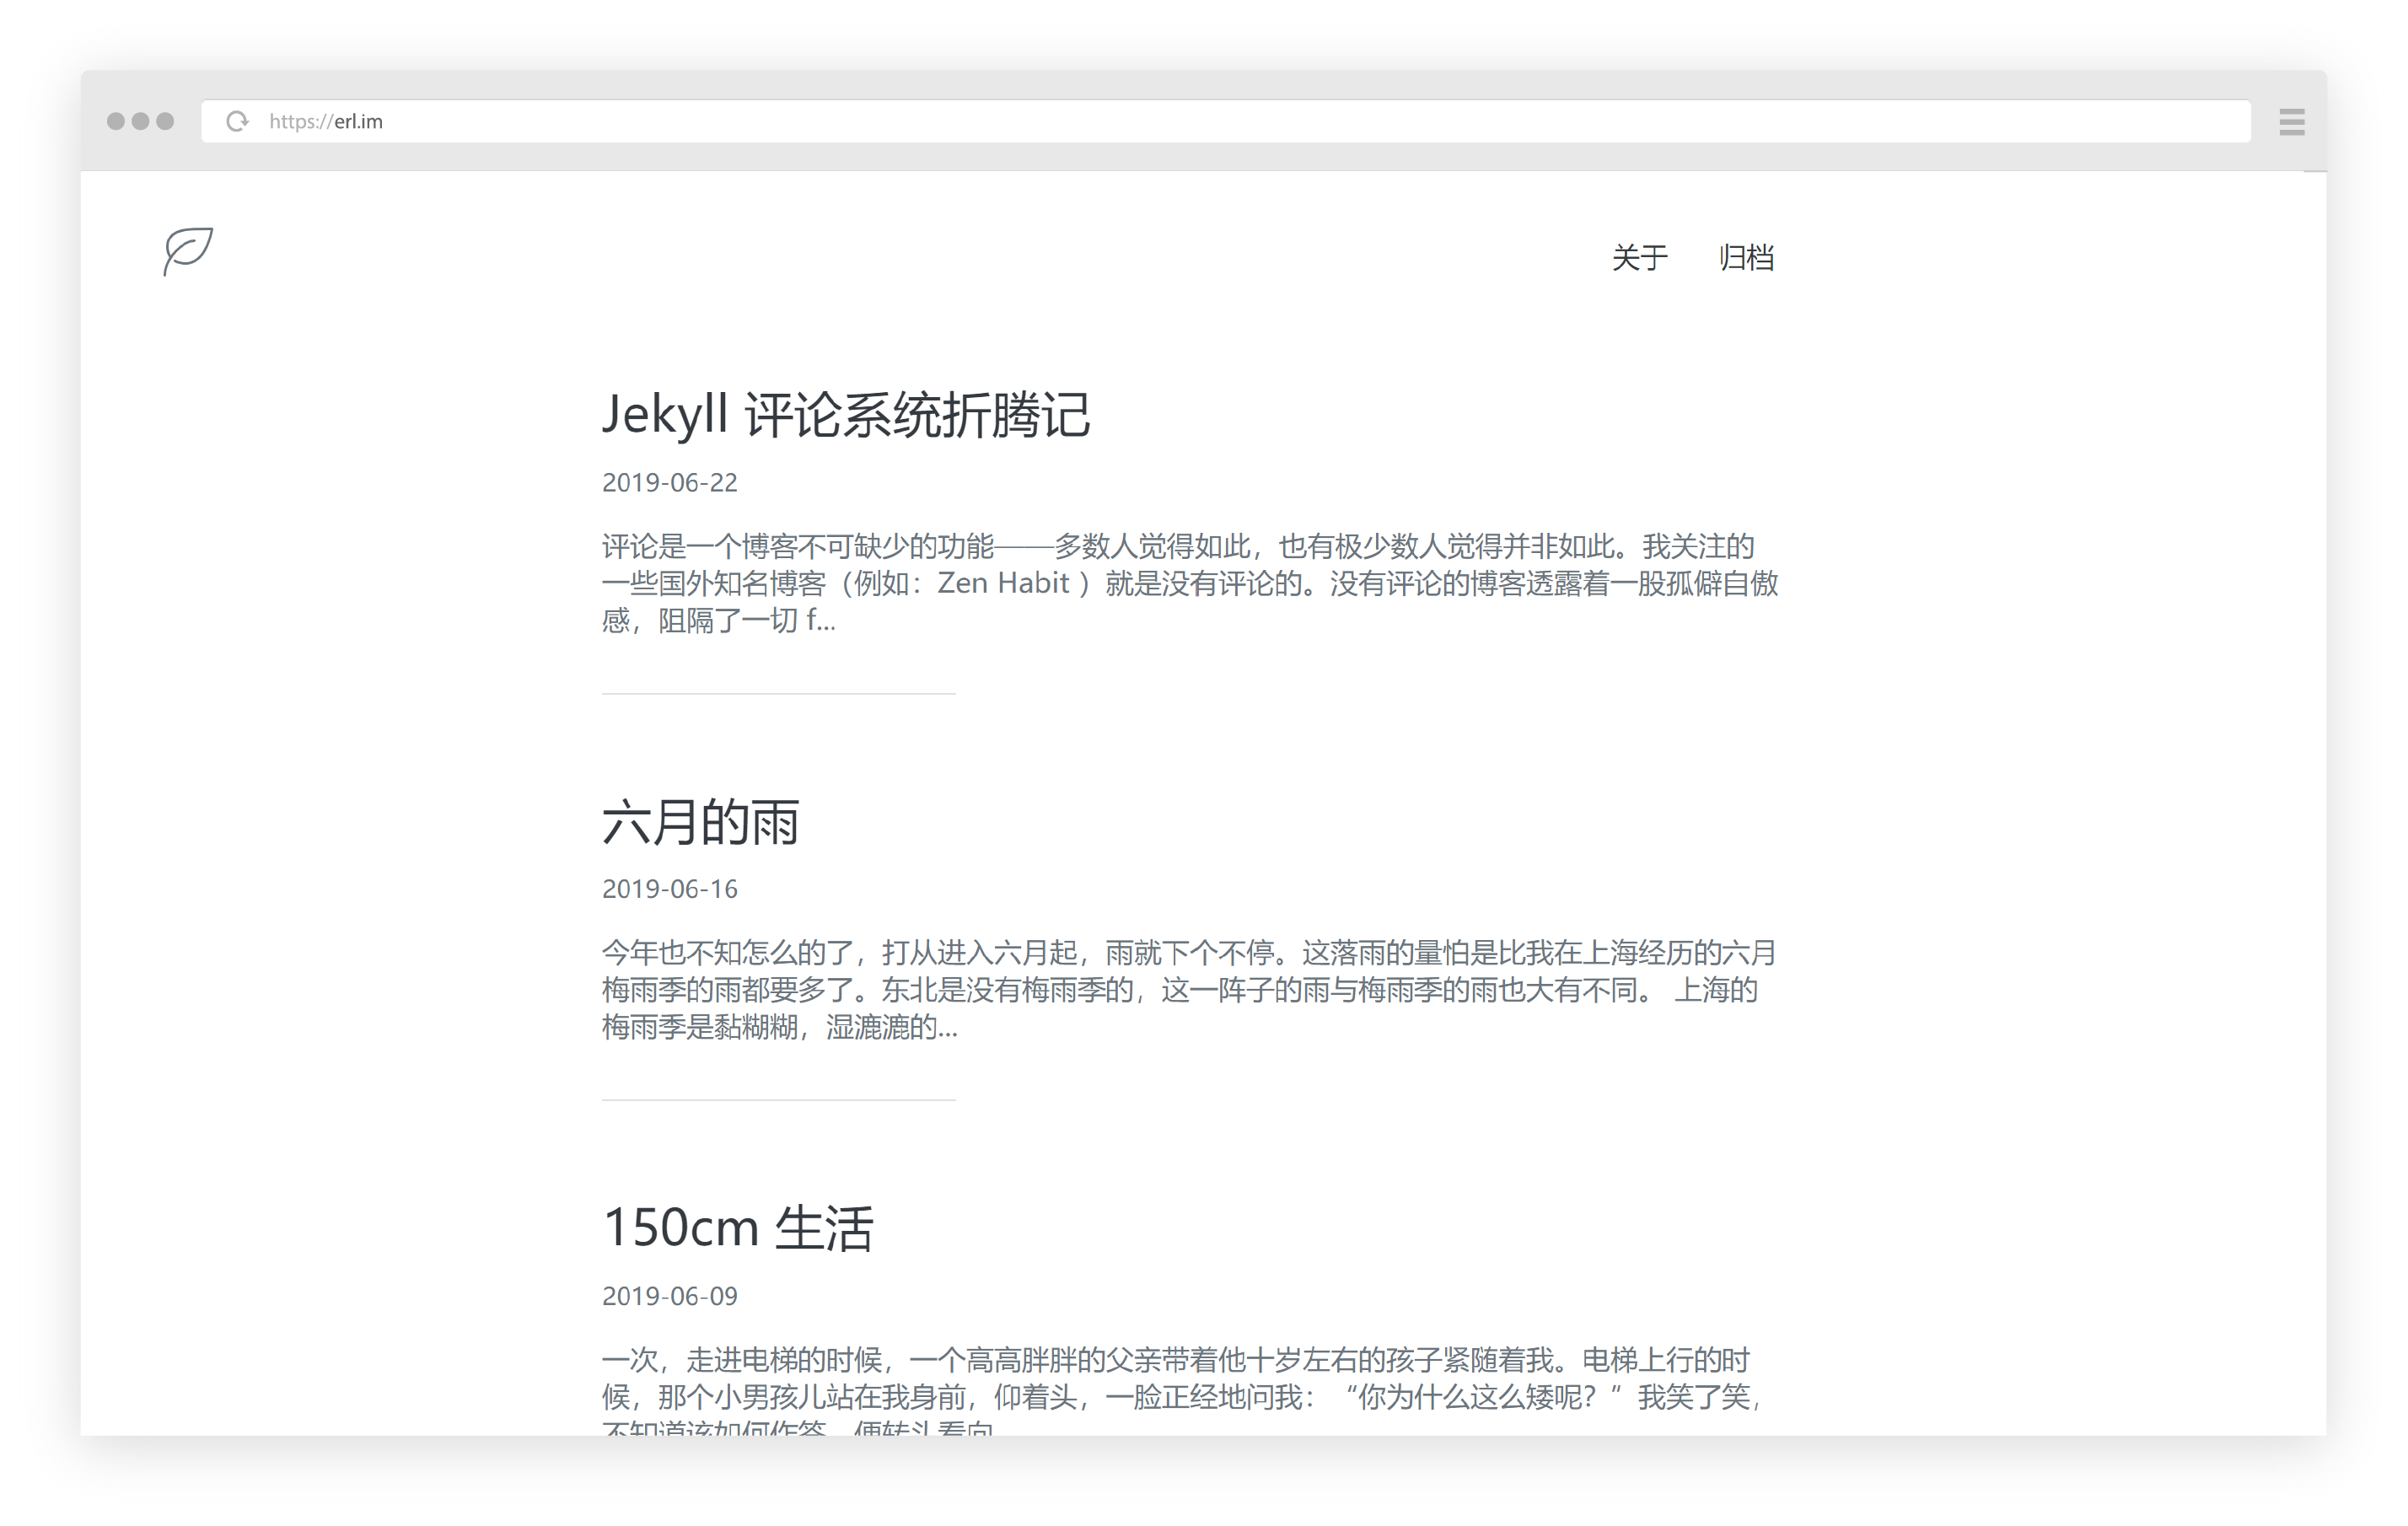 https://erl.im
关于 归档
Jekyll 评论系统折腾记
2019-06-22
评论是一个博客不可缺少的功能——多数人觉得如此，也有极少数人觉得并非如此。我关注的
一些国外知名博客（例如：Zen Habit ）就是没有评论的。没有评论的博客透露着一股孤僻自傲
感，阻隔了一切 f...
六月的雨
2019-06-16
今年也不知怎么的了，打从进入六月起，雨就下个不停。这落雨的量怕是比我在上海经历的六月
梅雨季的雨都要多了。东北是没有梅雨季的，这一阵子的雨与梅雨季的雨也大有不同。 上海的
梅雨季是黏糊糊，湿漉漉的...
150cm 生活
2019-06-09
一次，走进电梯的时候，一个高高胖胖的父亲带着他十岁左右的孩子紧随着我。电梯上行的时
候，那个小男孩儿站在我身前，仰着头，一脸正经地问我：“你为什么这么矮呢？”我笑了笑，
不知道该如何作答，便转头看向